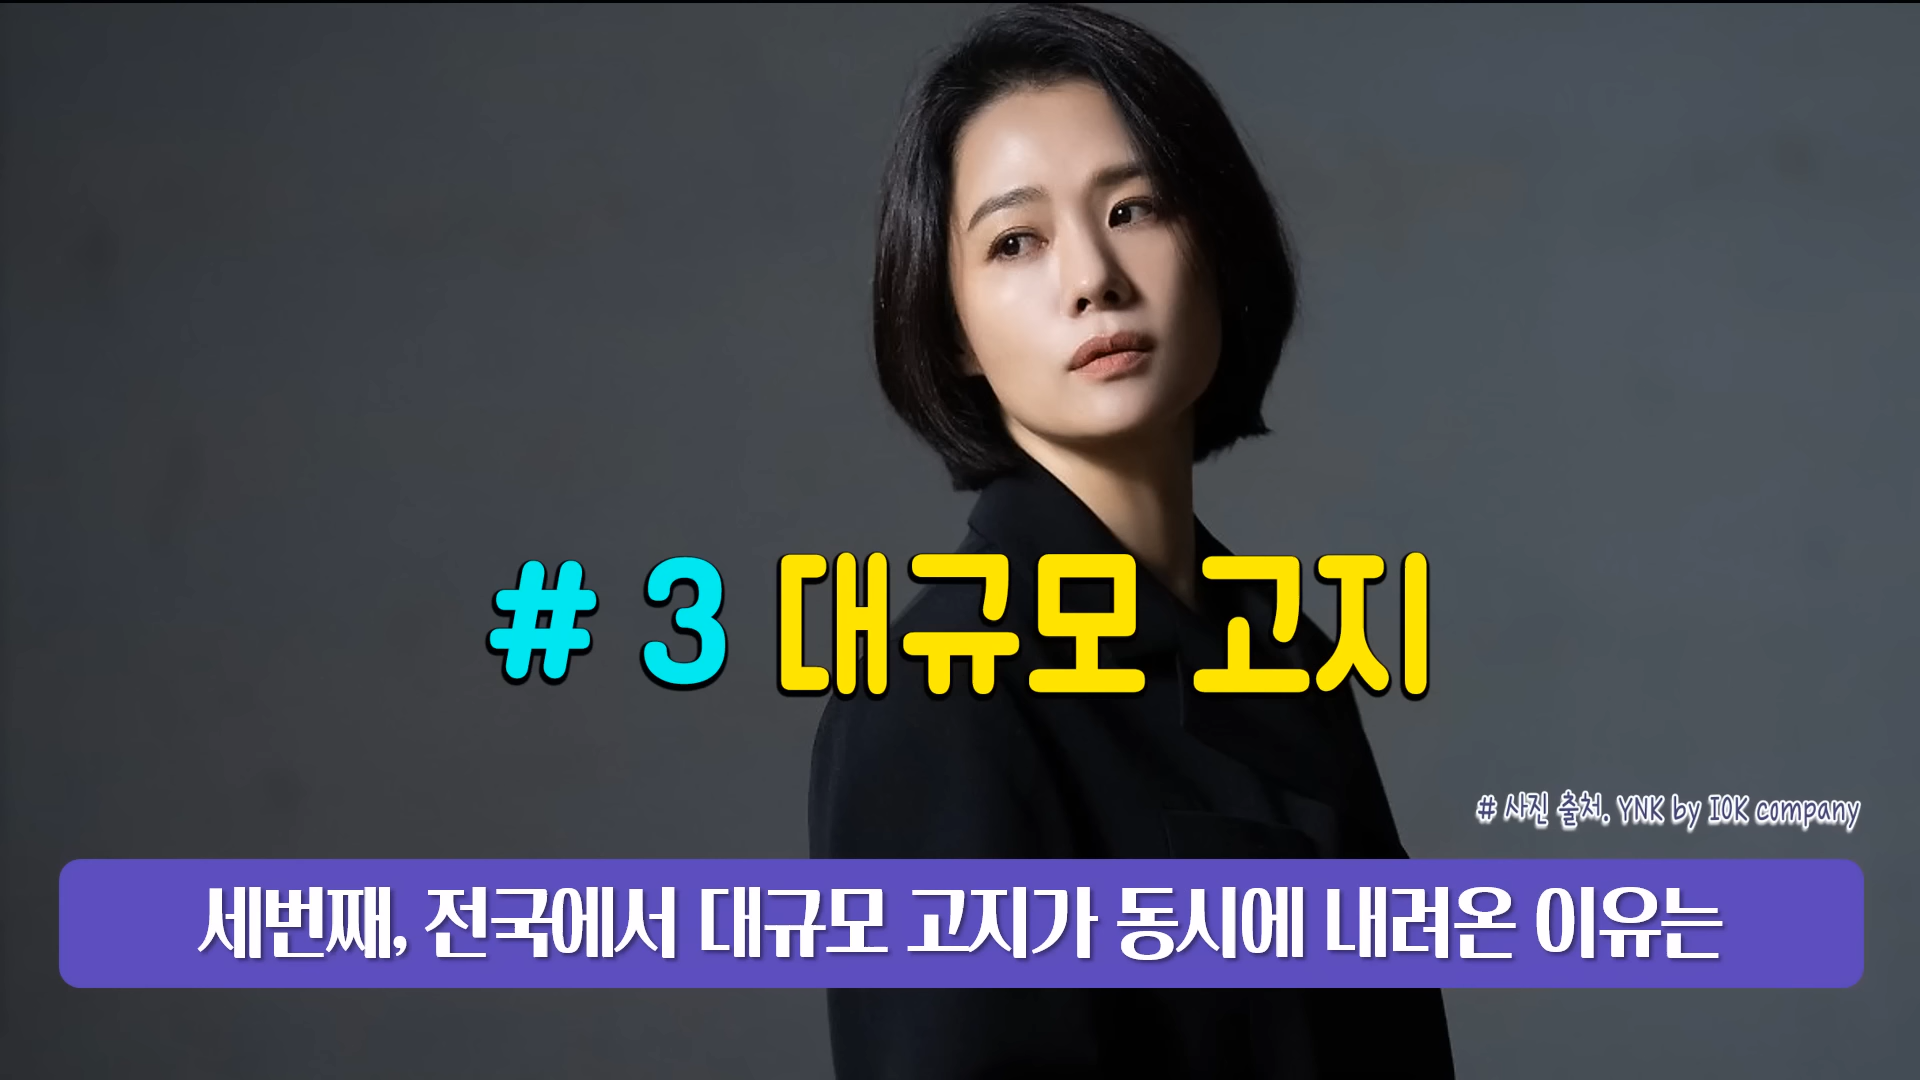 # 3 대규모 고지
# 사진 출처. YNK by IOK company
세번째, 전국에서 대규모 고지가 동시에 내려온 이유는